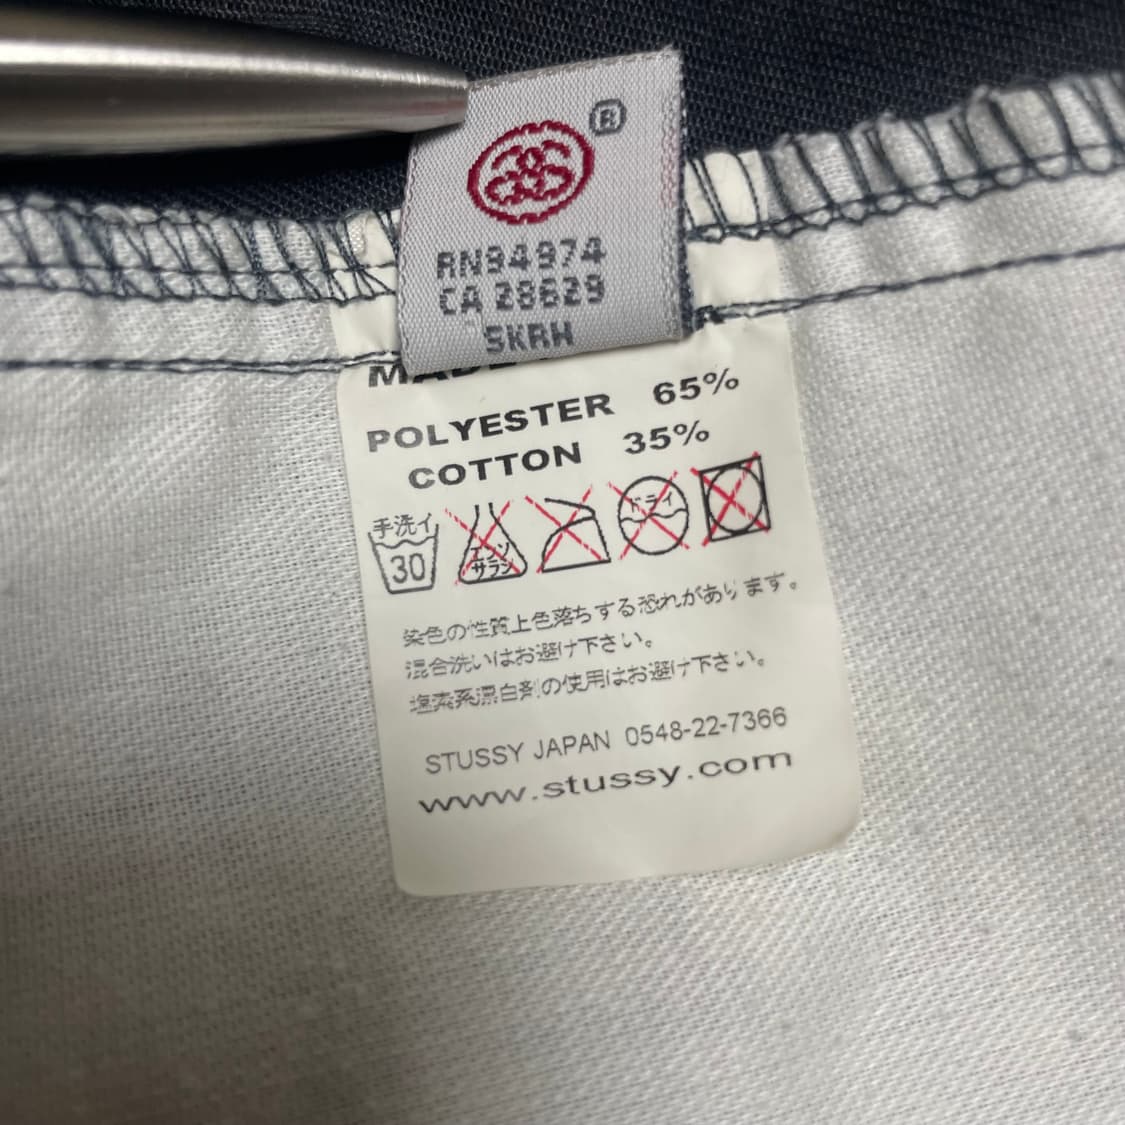 ®
RN94974
CA 28629
SKRH
POLYESTER 65%
COTTON 35%
手洗イ
30
エンソ
サラシ
ドライ
染色の性質上色落ちする恐れがあります。
混合洗いはお避け下さい。
塩素系漂白剤の使用はお避け下さい。
STUSSY JAPAN 0548-22-7366
www.stussy.com